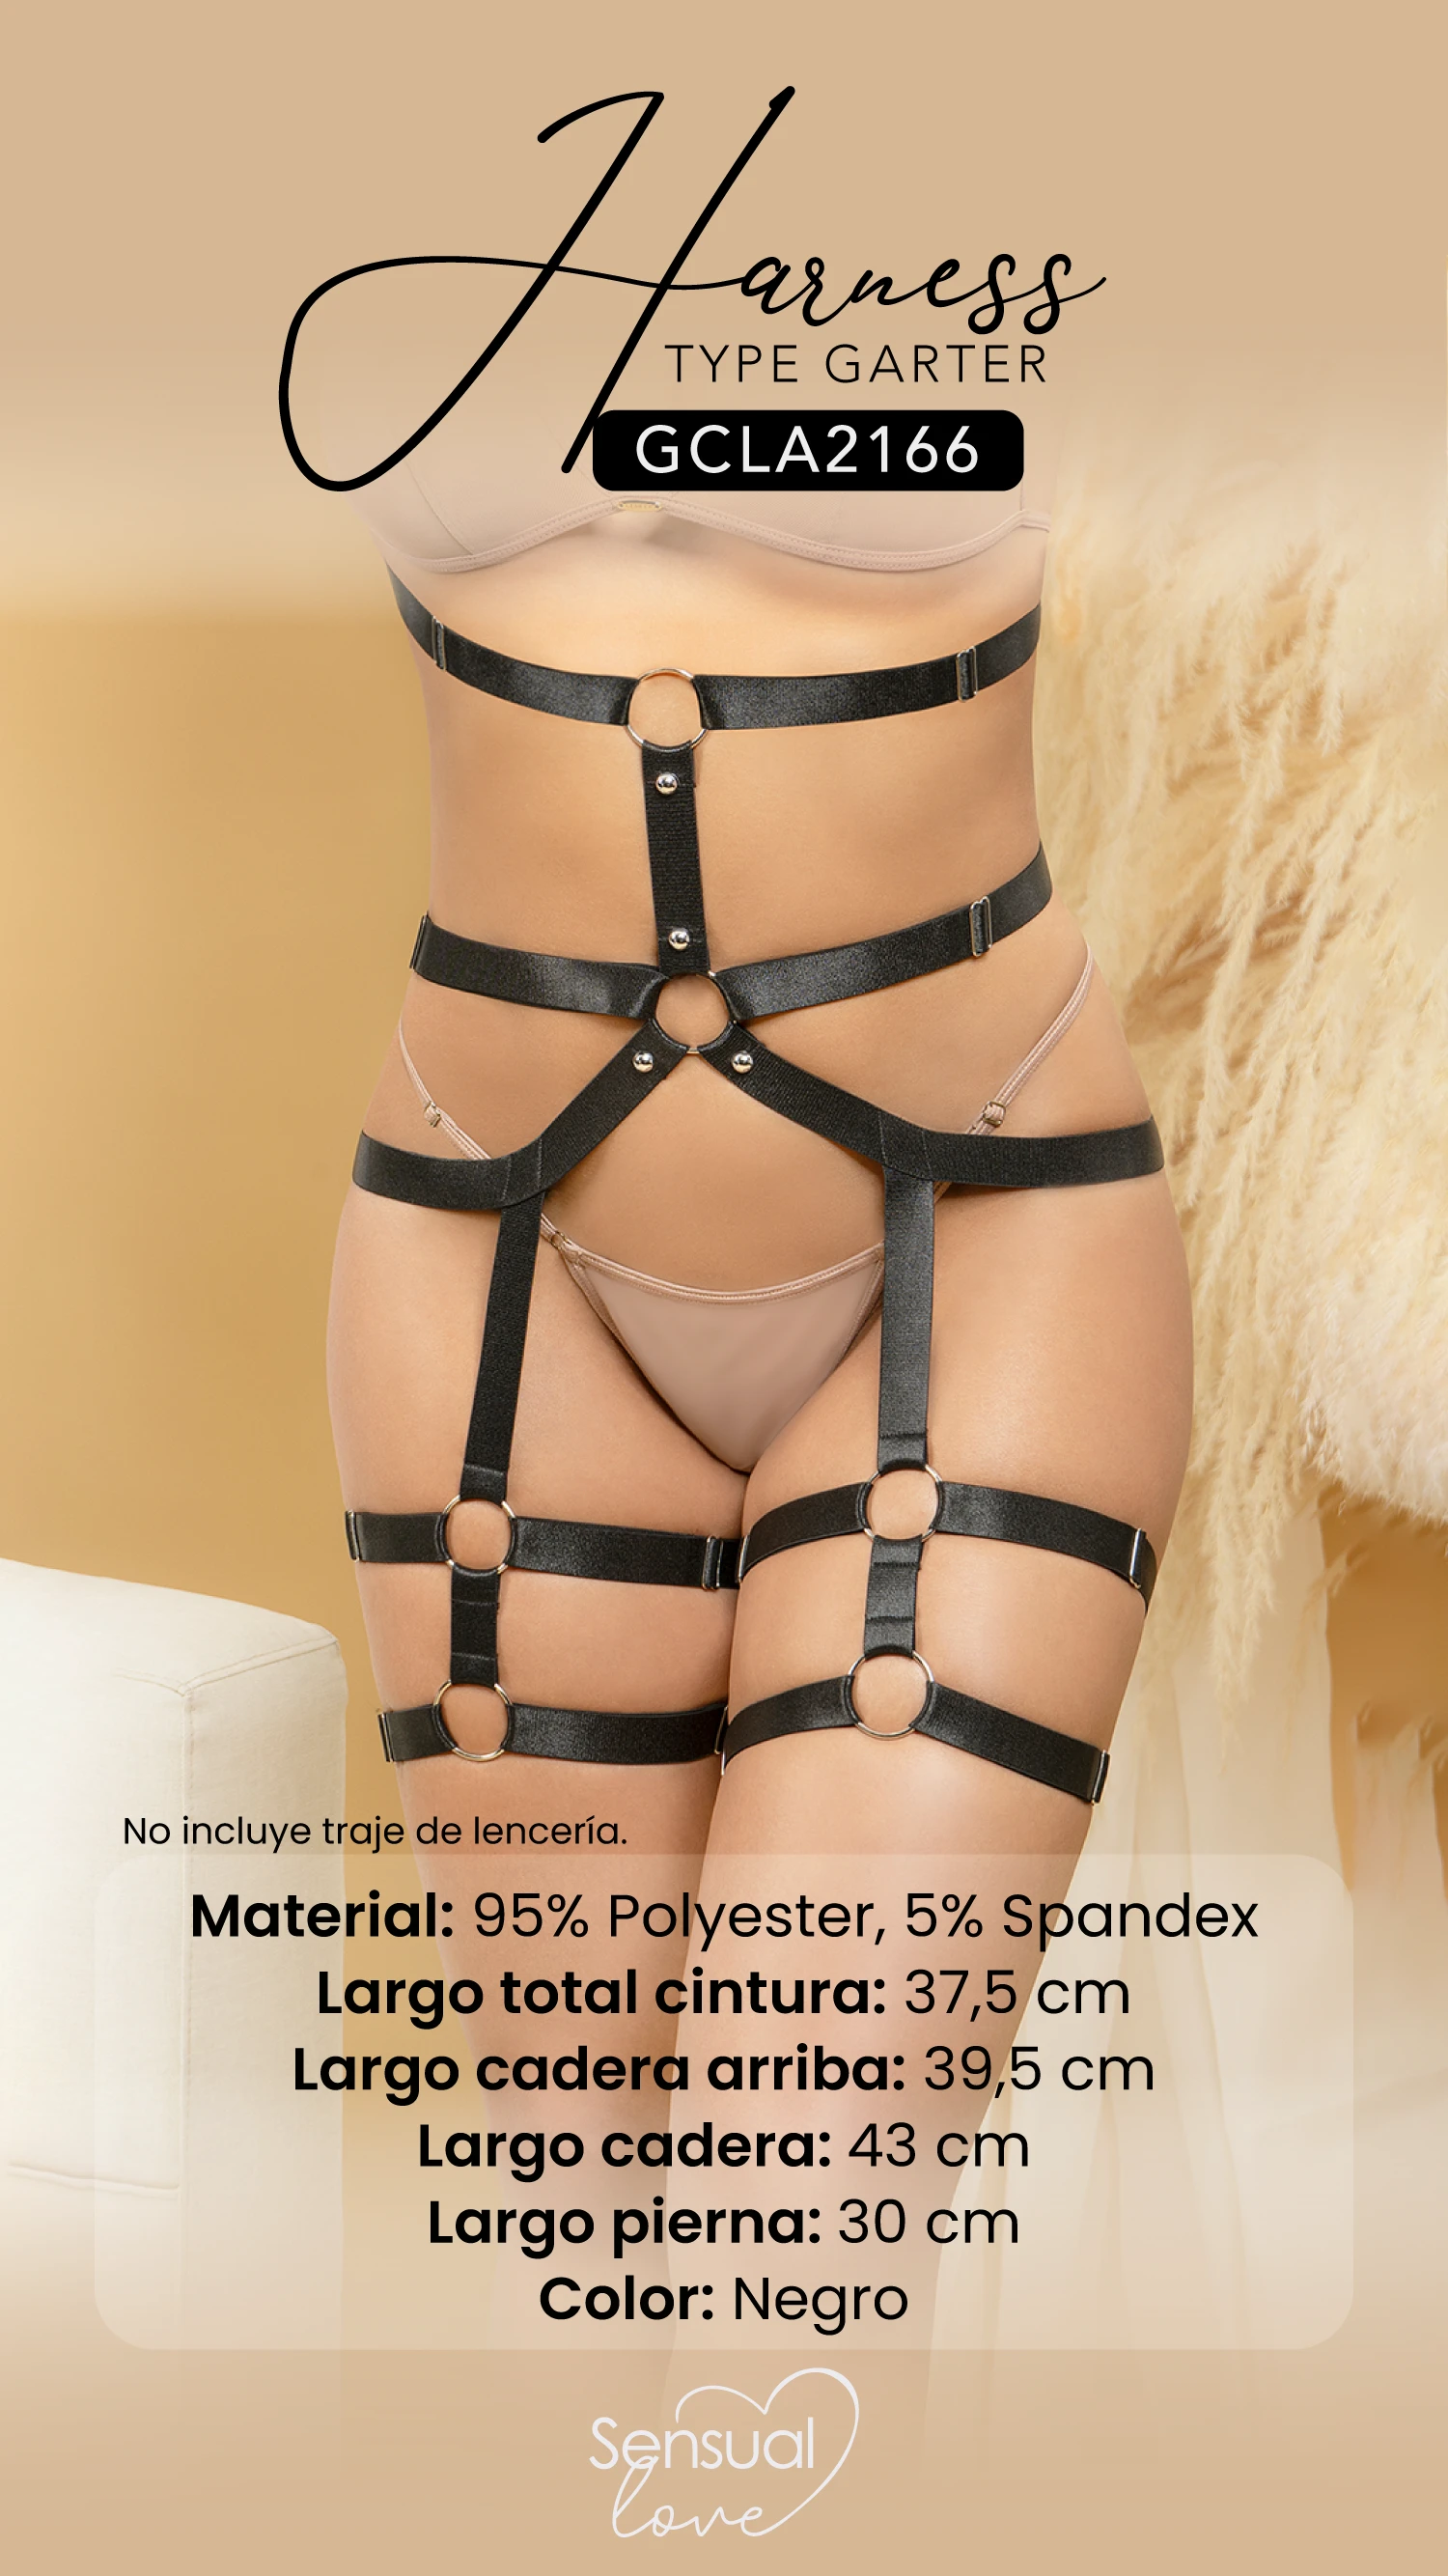 Harness
TYPE GARTER
GCLA2166
No incluye traje de lencería.
Material: 95% Polyester, 5% Spandex
Largo total cintura: 37,5 cm
Largo cadera arriba: 39,5 cm
Largo cadera: 43 cm
Largo pierna: 30 cm
Color: Negro
Sensual
love